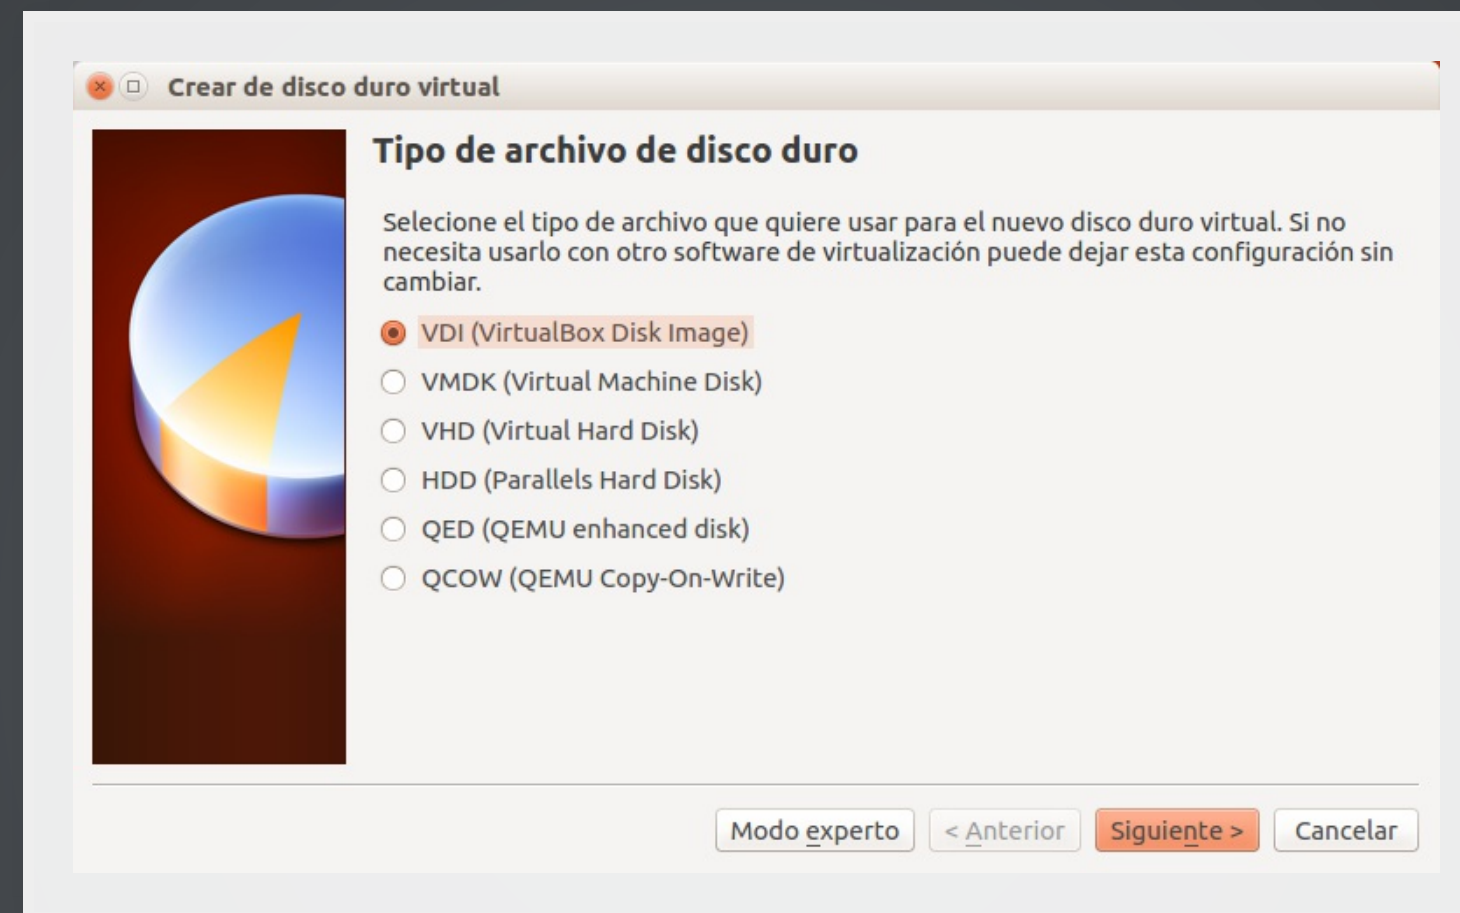 Crear de disco duro virtual
Tipo de archivo de disco duro
Selecione el tipo de archivo que quiere usar para el nuevo disco duro virtual. Si no
necesita usarlo con otro software de virtualización puede dejar esta configuración sin
cambiar.
VDI (VirtualBox Disk Image)
VMDK (Virtual Machine Disk)
VHD (Virtual Hard Disk)
HDD (Parallels Hard Disk)
QED (QEMU enhanced disk)
QCOW (QEMU Copy-On-Write)
Modo experto < Anterior Siguiente > Cancelar